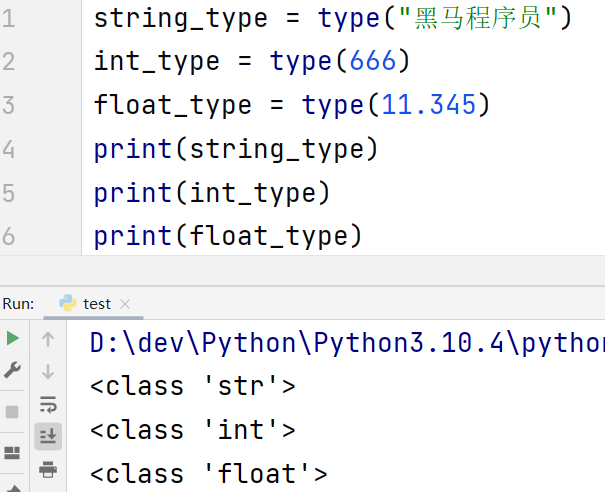 1 string_type = type("黑马程序员")
2 int_type = type(666)
3 float_type = type(11.345)
4 print(string_type)
5 print(int_type)
6 print(float_type)
Run: test ×
D:\dev\Python\Python3.10.4\python
<class 'str'>
<class 'int'>
<class 'float'>